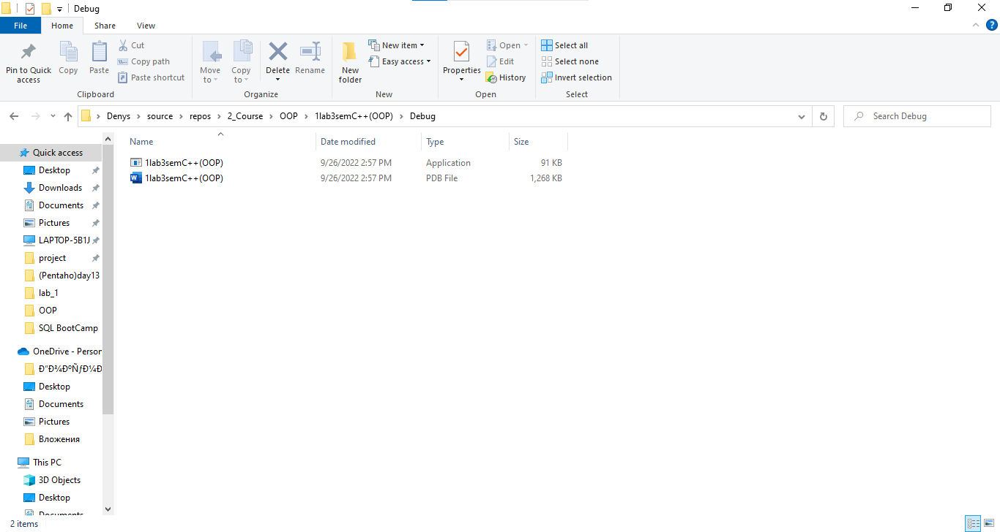 Debug
File Home Share View
Pin to Quick access
Copy
Paste
Cut
Copy path
Paste shortcut
Clipboard
Move to
Copy to
Delete
Rename
Organize
New folder
New item
Easy access
New
Properties
Open
Edit
History
Open
Select all
Select none
Invert selection
Select
Denys source repos 2_Course OOP 1lab3semC++(OOP) Debug
Search Debug
Name Date modified Type Size
1lab3semC++(OOP) 9/26/2022 2:57 PM Application 91 KB
1lab3semC++(OOP) 9/26/2022 2:57 PM PDB File 1,268 KB
Quick access
Desktop
Downloads
Documents
Pictures
LAPTOP-5B1J
project
(Pentaho)day13
lab_1
OOP
SQL BootCamp
OneDrive - Person
Desktop
Documents
Pictures
Вложения
This PC
3D Objects
Desktop
Documents
2 items